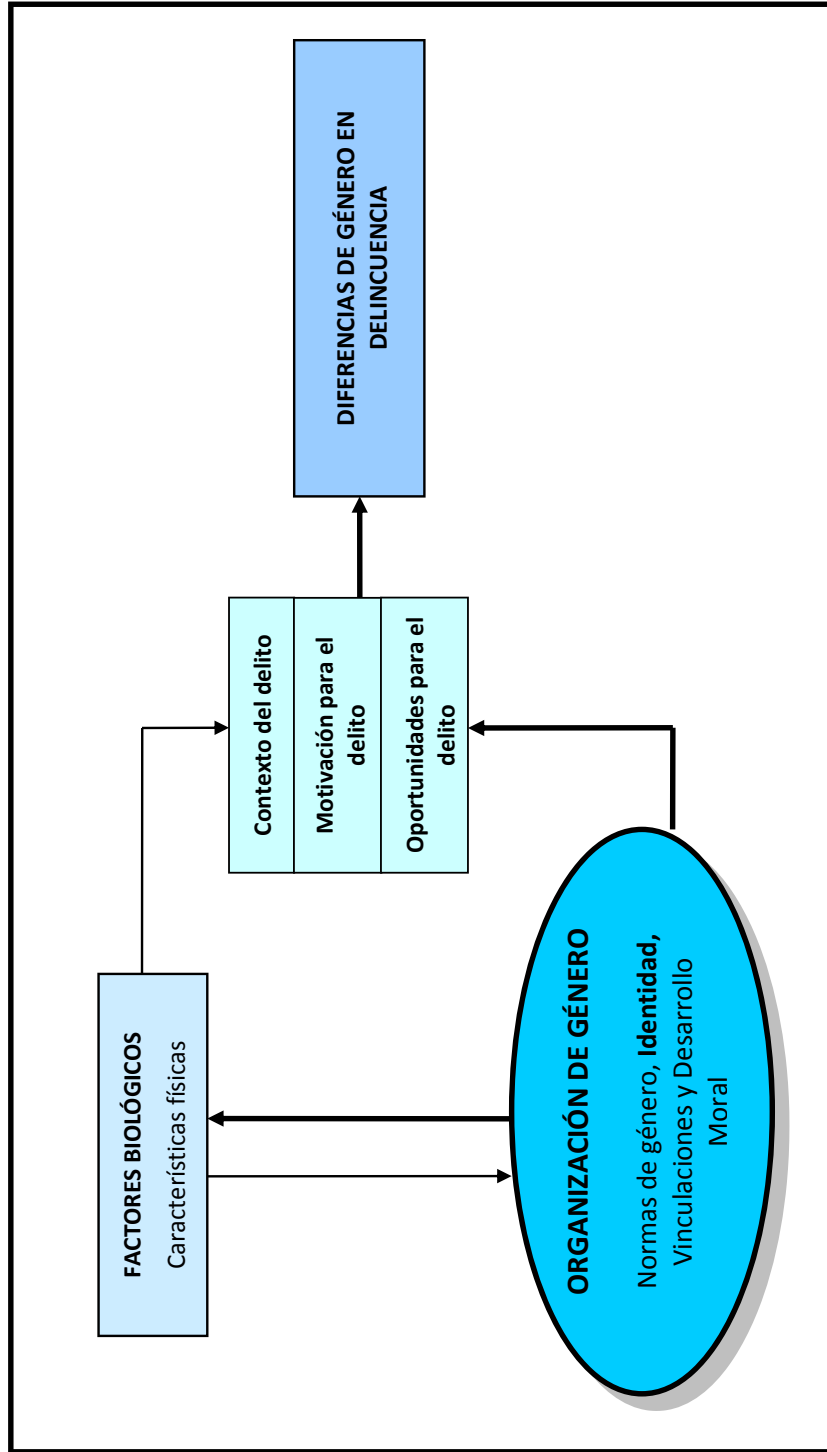 FACTORES BIOLÓGICOS
Características físicas
ORGANIZACIÓN DE GÉNERO
Normas de género, Identidad,
Vinculaciones y Desarrollo
Moral
Contexto del delito
Motivación para el
delito
Oportunidades para el
delito
DIFERENCIAS DE GÉNERO EN
DELINCUENCIA